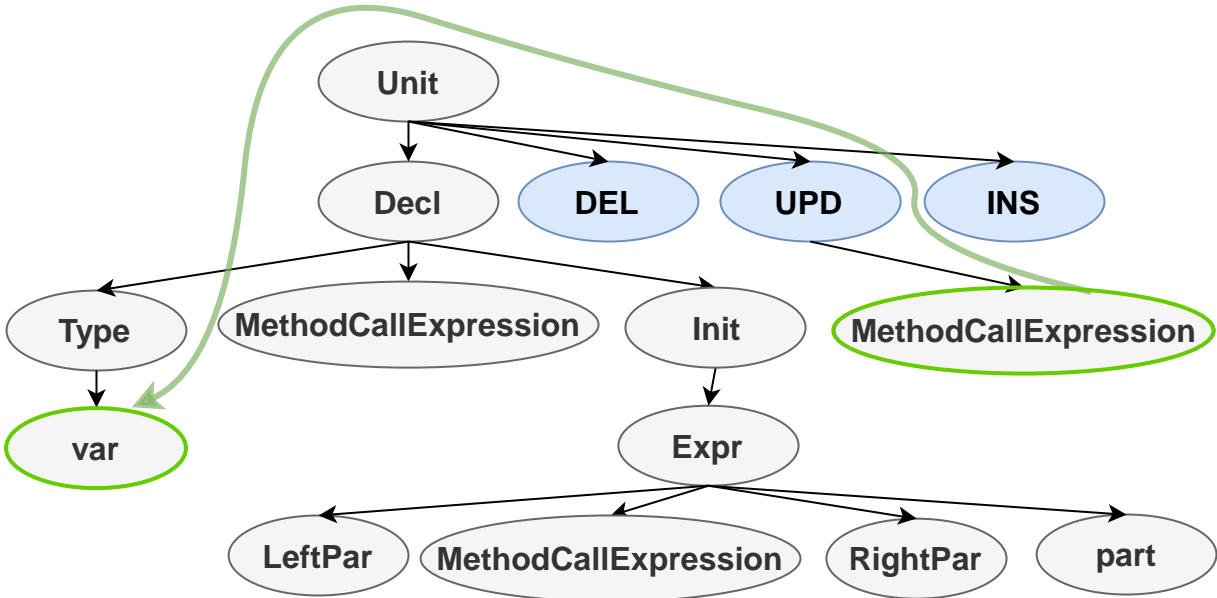 Unit
Decl
DEL
UPD
INS
Type
MethodCallExpression
Init
MethodCallExpression
var
Expr
LeftPar
MethodCallExpression
RightPar
part